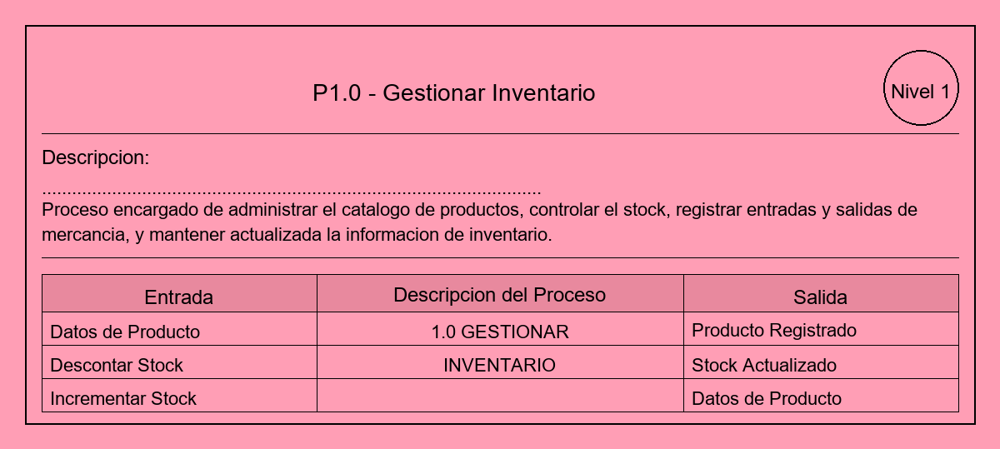 P1.0 - Gestionar Inventario
Nivel 1
Descripcion:
....................................................................................................
Proceso encargado de administrar el catalogo de productos, controlar el stock, registrar entradas y salidas de
mercancia, y mantener actualizada la informacion de inventario.
Entrada Descripcion del Proceso Salida
Datos de Producto 1.0 GESTIONAR Producto Registrado
Descontar Stock INVENTARIO Stock Actualizado
Incrementar Stock Datos de Producto